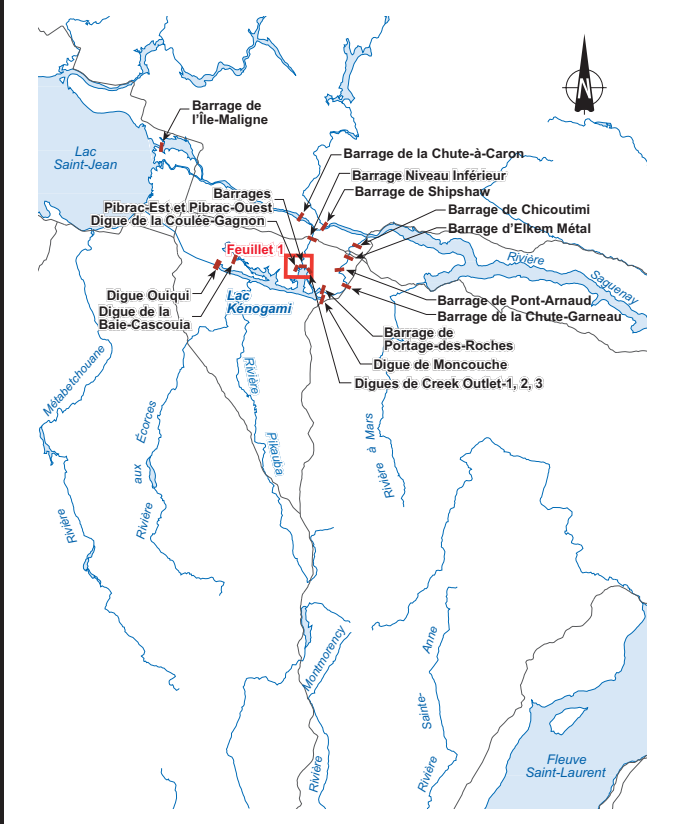 N
Barrage de
l'Île-Maligne
Lac
Saint-Jean
Barrage de la Chute-à-Caron
Barrage Niveau Inférieur
Barrage de Shipshaw
Barrages
Pibrac-Est et Pibrac-Ouest
Digue de la Coulée-Gagnon
Barrage de Chicoutimi
Barrage d'Elkem Métal
Feuillet 1
Rivière
Saguenay
Digue Ouiqui
Lac
Kénogami
Digue de la
Baie-Cascouia
Barrage de Pont-Arnaud
Barrage de la Chute-Garneau
Barrage de
Portage-des-Roches
Digue de Moncouche
Digues de Creek Outlet-1, 2, 3
Rivière
Métabetchouane
Rivière
aux
Écorces
Rivière
Pikauba
Rivière à Mars
Rivière
Montmorency
Rivière
Sainte-
Anne
Fleuve
Saint-Laurent